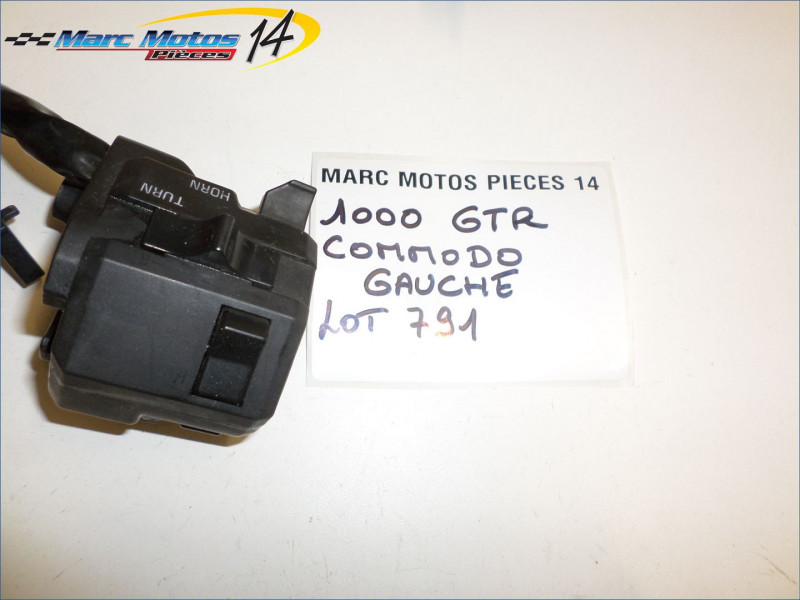 Marc Motos 14
Pièces
MARC MOTOS PIECES 14
1000 GTR
COMMODO
GAUCHE
LOT 791
HORN
TURN